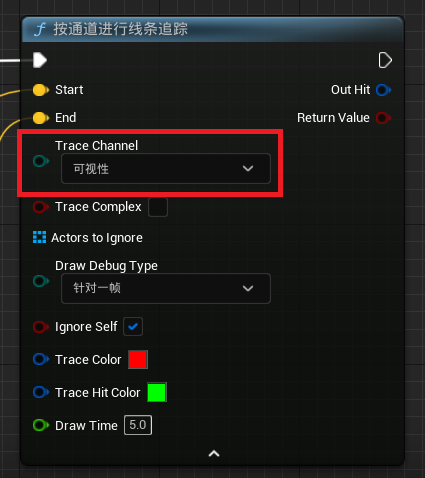 f 按通道进行线条追踪
Start
Out Hit
End
Return Value
Trace Channel
可视性
Trace Complex
Actors to Ignore
Draw Debug Type
针对一帧
Ignore Self
Trace Color
Trace Hit Color
Draw Time 5.0